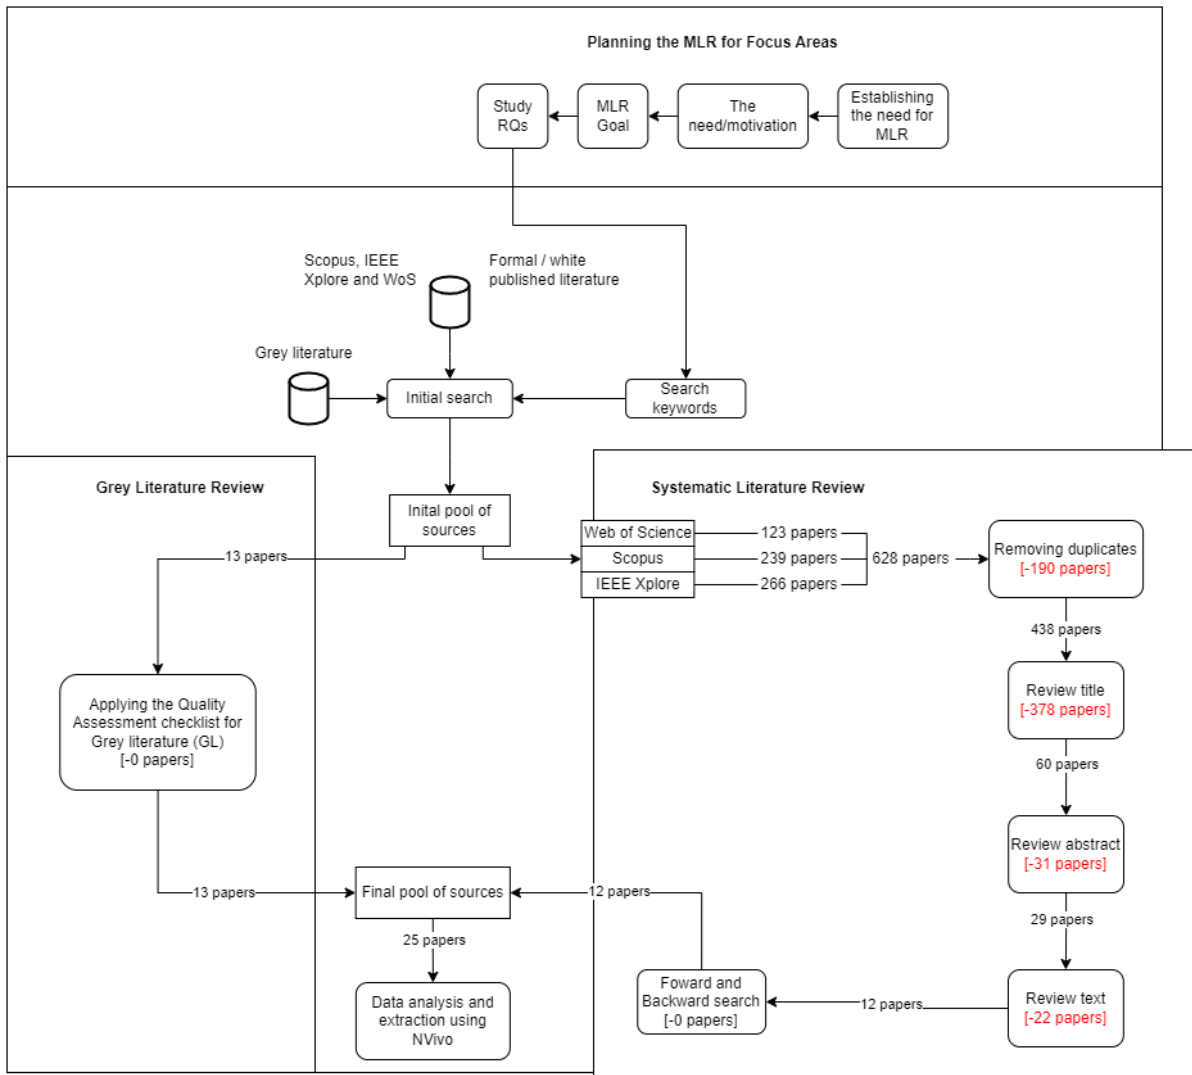 Planning the MLR for Focus Areas
Study
RQs
MLR
Goal
The
need/motivation
Establishing
the need for
MLR
Scopus, IEEE
Xplore and WoS
Formal / white
published literature
Grey literature
Initial search
Search
keywords
Grey Literature Review
Inital pool of
sources
Systematic Literature Review
Web of Science
123 papers
Scopus
239 papers
IEEE Xplore
266 papers
628 papers
Removing duplicates
[-190 papers]
13 papers
438 papers
Review title
[-378 papers]
Applying the Quality
Assessment checklist for
Grey literature (GL)
[-0 papers]
60 papers
Review abstract
[-31 papers]
13 papers
Final pool of sources
12 papers
29 papers
25 papers
Data analysis and
extraction using
NVivo
Foward and
Backward search
[-0 papers]
12 papers
Review text
[-22 papers]